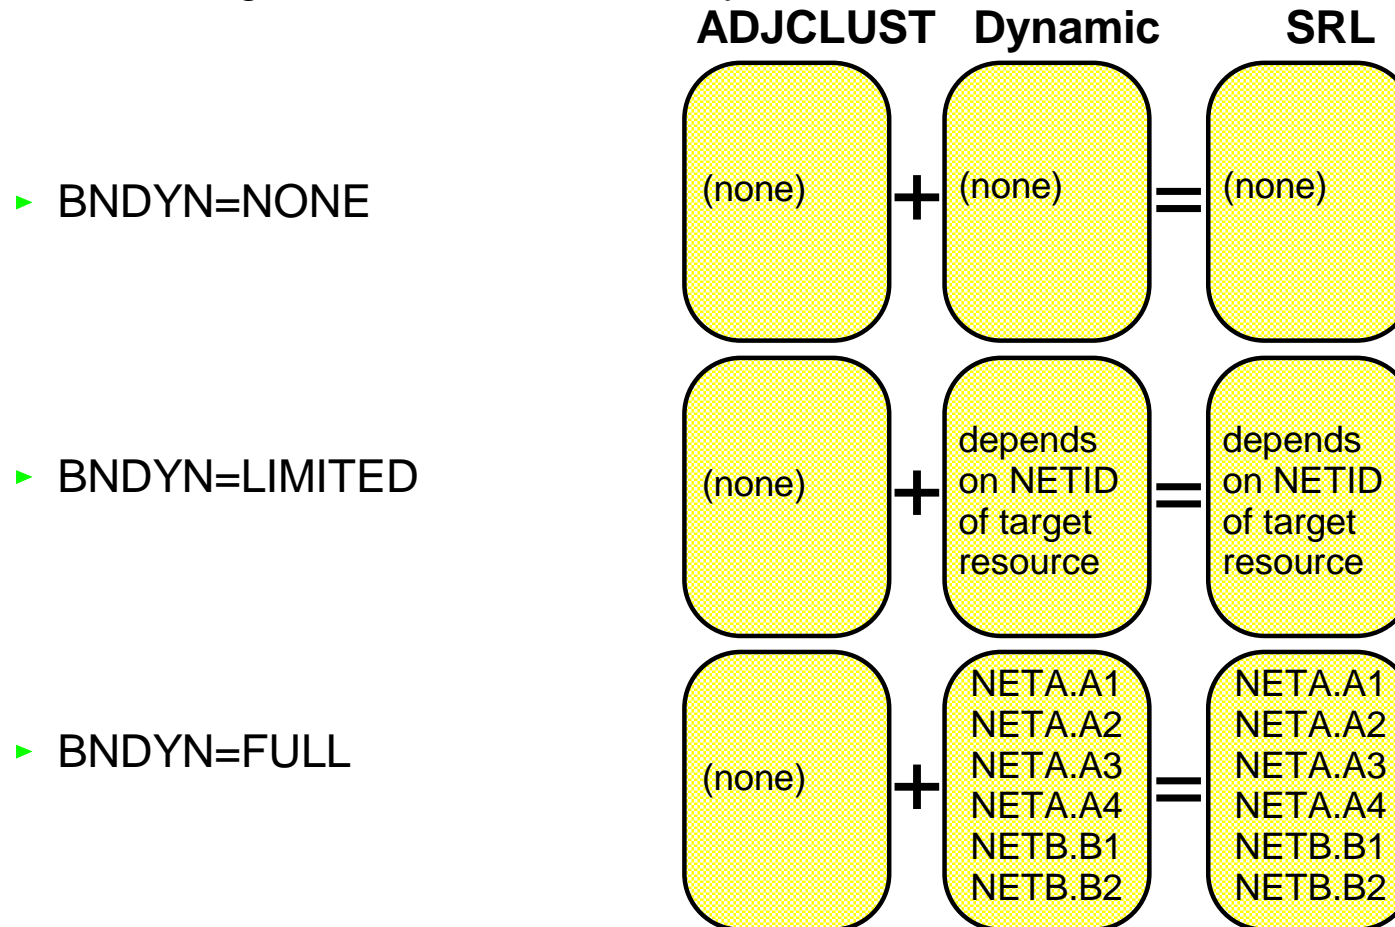 ADJCLUST Dynamic SRL
BNDYN=NONE
(none) + (none) = (none)
BNDYN=LIMITED
(none) + depends on NETID of target resource = depends on NETID of target resource
BNDYN=FULL
(none) + NETA.A1 NETA.A2 NETA.A3 NETA.A4 NETB.B1 NETB.B2 = NETA.A1 NETA.A2 NETA.A3 NETA.A4 NETB.B1 NETB.B2